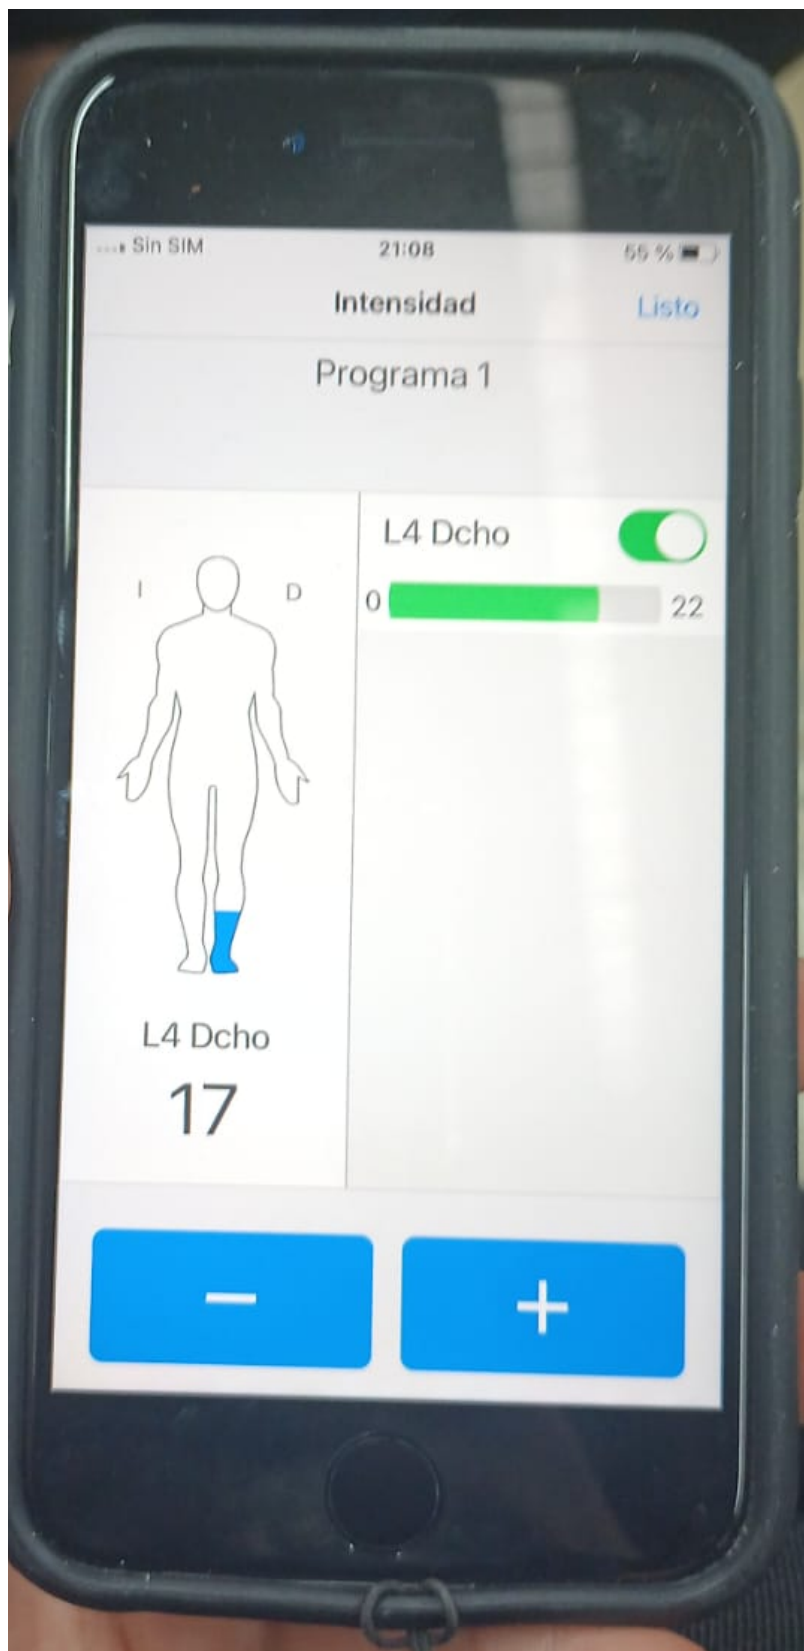 Sin SIM 21:08 55 %
Intensidad Listo
Programa 1
L4 Dcho
0 22
I D
L4 Dcho
17
− +